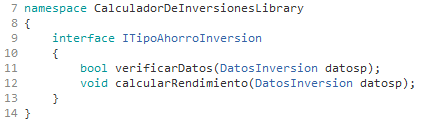 7 namespace CalculadorDeInversionesLibrary
8 {
9     interface ITipoAhorroInversion
10     {
11         bool verificarDatos(DatosInversion datosp);
12         void calcularRendimiento(DatosInversion datosp);
13     }
14 }